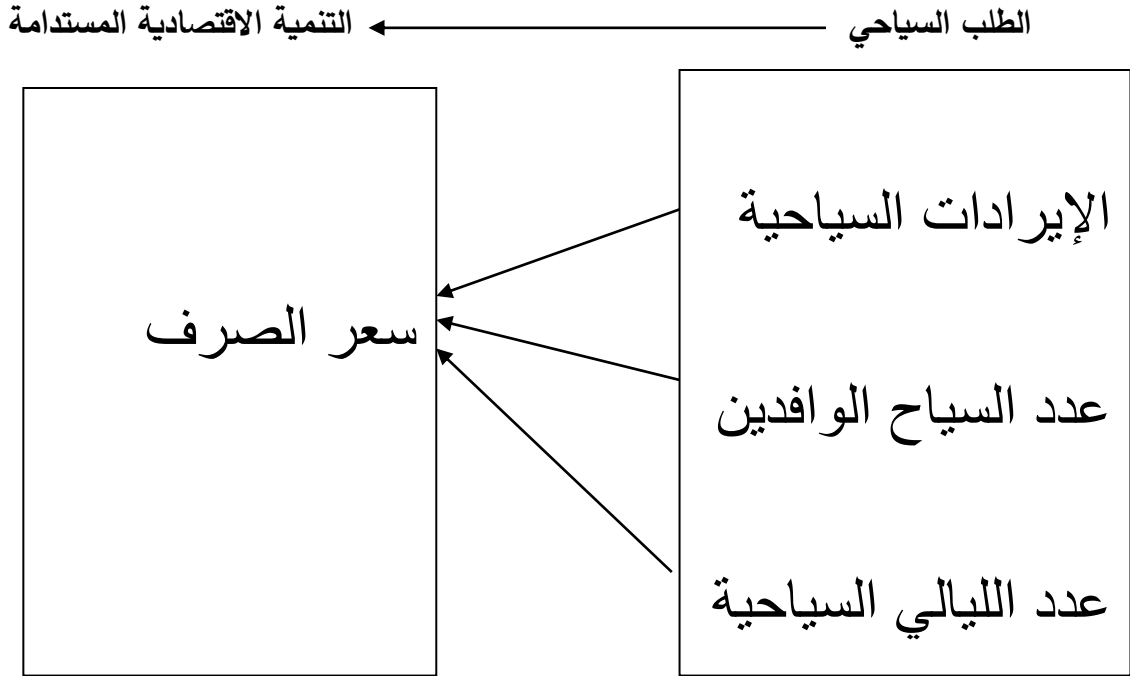 الطلب السياحي
التنمية الاقتصادية المستدامة
الإيرادات السياحية
عدد السياح الوافدين
عدد الليالي السياحية
سعر الصرف